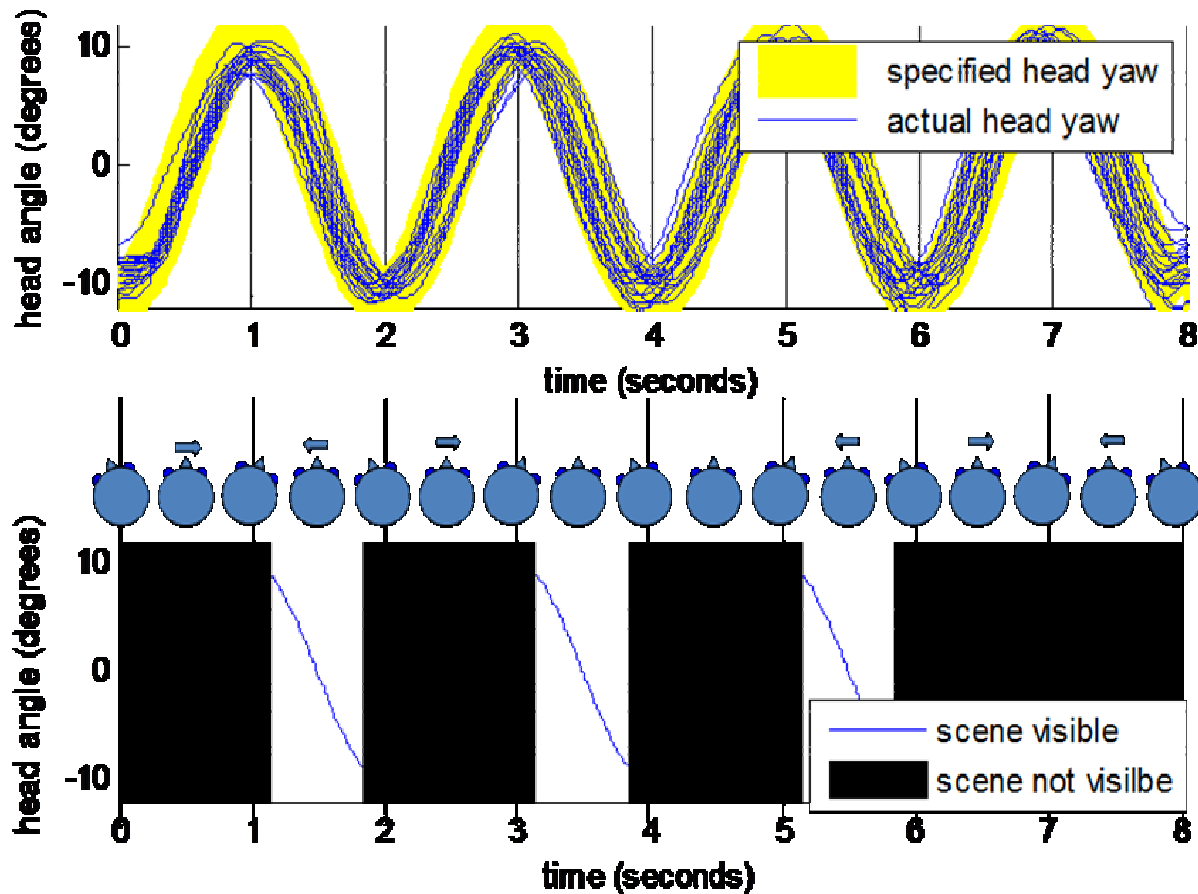 head angle (degrees)
10
0
-10
specified head yaw
actual head yaw
0 1 2 3 4 5 6 7 8
time (seconds)
head angle (degrees)
10
0
-10
scene visible
scene not visilbe
0 1 2 3 4 5 6 7 8
time (seconds)